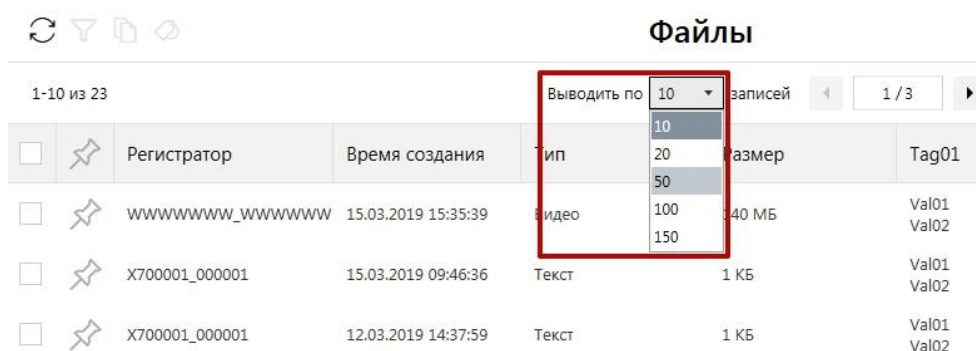 Файлы
1-10 из 23 Выводить по 10 записей 1/3
10
20
50
100
150
Регистратор Время создания Тип Размер Tag01
WWWWWWW_WWWWWW 15.03.2019 15:35:39 Видео 140 МБ Val01
Val02
X700001_000001 15.03.2019 09:46:36 Текст 1 КБ Val01
Val02
X700001_000001 12.03.2019 14:37:59 Текст 1 КБ Val01
Val02